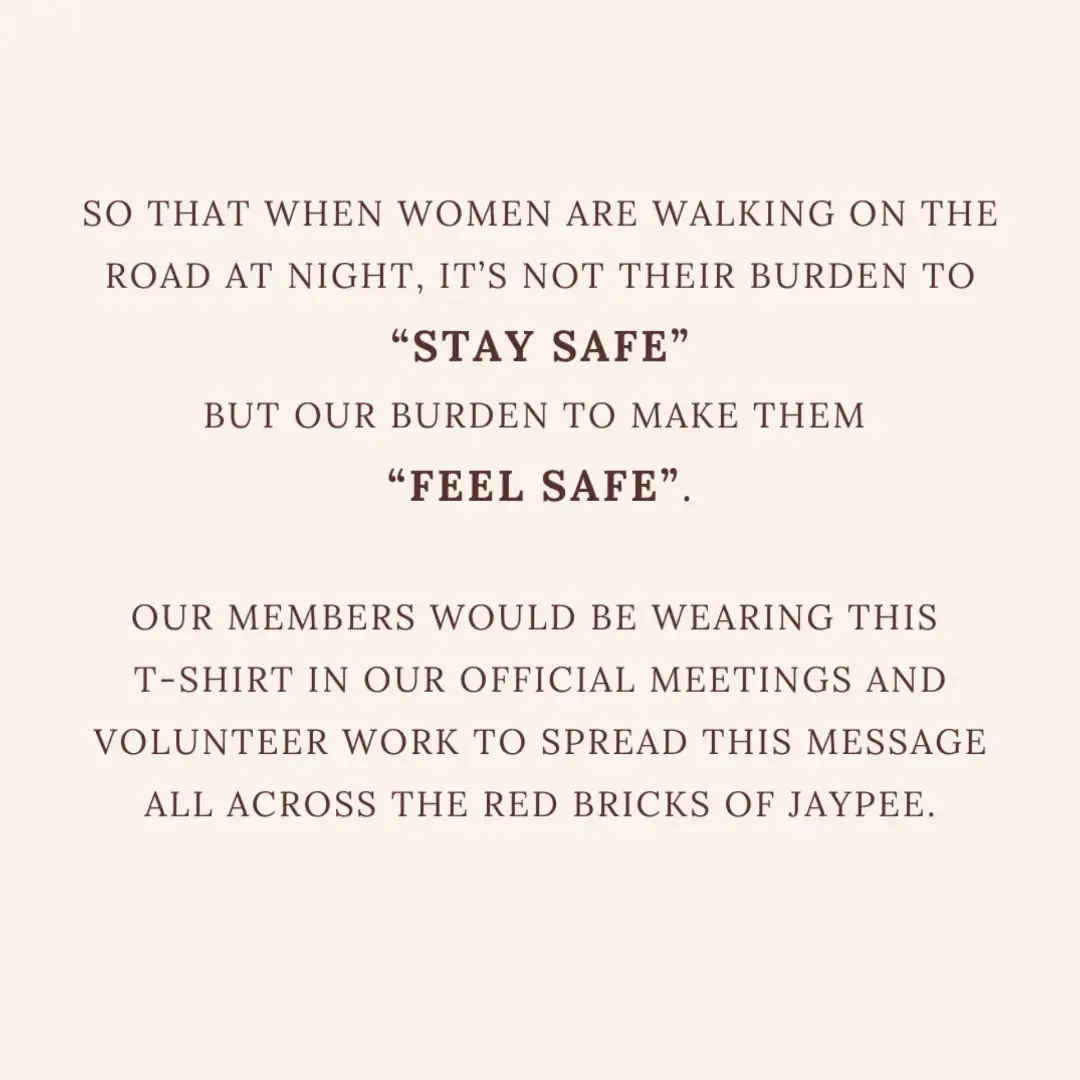 SO THAT WHEN WOMEN ARE WALKING ON THE
ROAD AT NIGHT, IT’S NOT THEIR BURDEN TO
“STAY SAFE”
BUT OUR BURDEN TO MAKE THEM
“FEEL SAFE”.
OUR MEMBERS WOULD BE WEARING THIS
T-SHIRT IN OUR OFFICIAL MEETINGS AND
VOLUNTEER WORK TO SPREAD THIS MESSAGE
ALL ACROSS THE RED BRICKS OF JAYPEE.